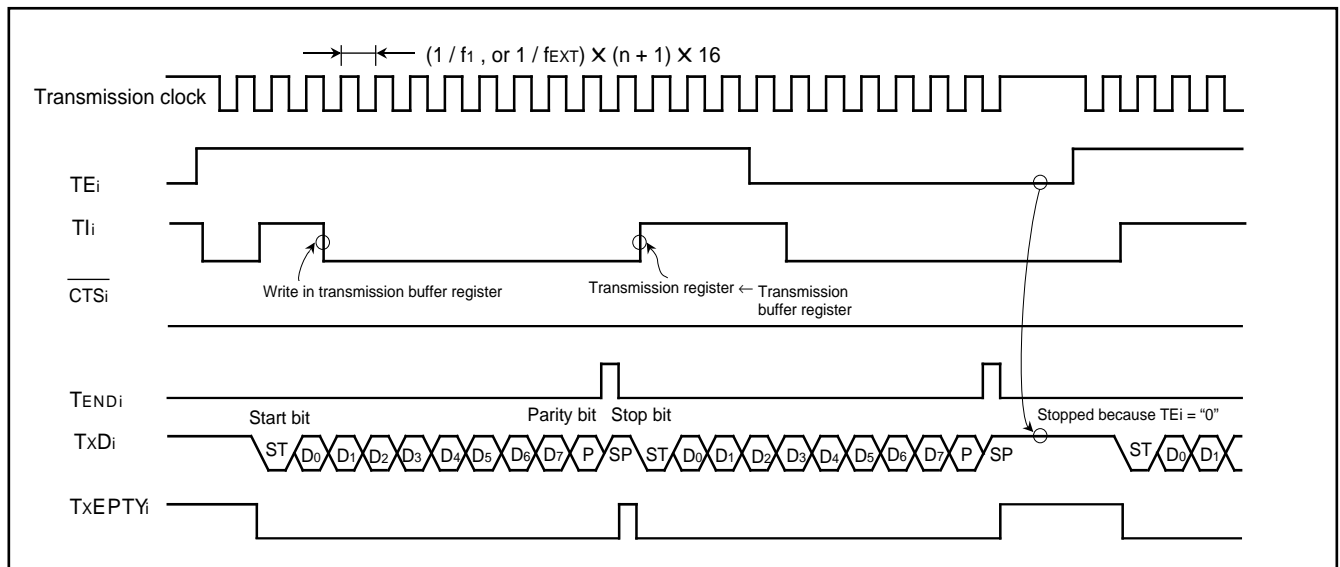 (1 / f1 , or 1 / fEXT) X (n + 1) X 16
Transmission clock
TEi
TIi
Write in transmission buffer register
Transmission register ← Transmission
buffer register
CTSi
TENDi
Start bit
Parity bit
Stop bit
Stopped because TEi = “0”
TXDi
ST D0 D1 D2 D3 D4 D5 D6 D7 P SP ST D0 D1 D2 D3 D4 D5 D6 D7 P SP ST D0 D1
TXEPTYi